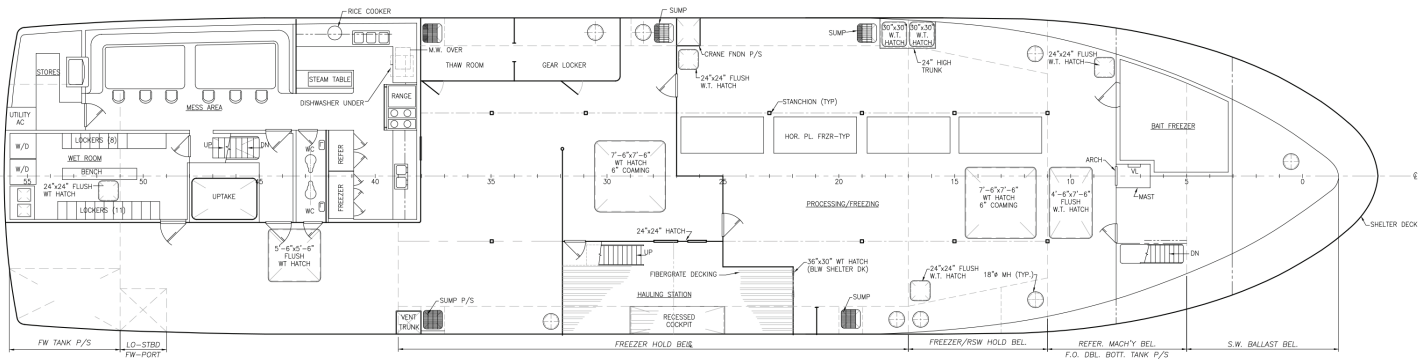 RICE COOKER
SUMP
SUMP
30"x30"
W.T.
HATCH
30"x30"
W.T.
HATCH
M.W. OVER
CRANE FNDN P/S
24" HIGH
TRUNK
24"x24" FLUSH
W.T. HATCH
STORES
THAW ROOM
GEAR LOCKER
24"x24" FLUSH
W.T. HATCH
STEAM TABLE
DISHWASHER UNDER
RANGE
MESS AREA
STANCHION (TYP)
UTILITY
AC
BAIT FREEZER
HOR. PL. FRZR-TYP
W/D
LOCKERS (8)
UP
DN
WC
REFER
WET ROOM
W/D
BENCH
7'-6"x7'-6"
WT HATCH
6" COAMING
ARCH
VL
55
50
45
40
35
30
25
20
15
10
5
0
24"x24" FLUSH
WT HATCH
UPTAKE
FREEZER
WC
7'-6"x7'-6"
WT HATCH
6" COAMING
4'-6"x7'-6"
FLUSH
W.T. HATCH
MAST
LOCKERS (11)
PROCESSING/FREEZING
SHELTER DECK
24"x24" HATCH
5'-6"x5'-6"
FLUSH
WT HATCH
UP
DN
36"x30" WT HATCH
(BLW SHELTER DK)
FIBERGRATE DECKING
24"x24" FLUSH
W.T. HATCH
18"ø MH (TYP.)
HAULING STATION
SUMP P/S
SUMP
VENT
TRUNK
RECESSED
COCKPIT
FW TANK P/S
LO-STBD
FW-PORT
FREEZER HOLD BEL.
FREEZER/RSW HOLD BEL.
REFER. MACH'Y BEL.
F.O. DBL. BOTT. TANK P/S
S.W. BALLAST BEL.